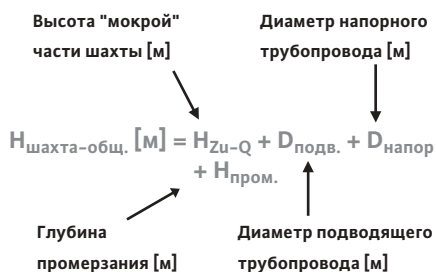 Высота "мокрой"
части шахты [м]
Диаметр напорного
трубопровода [м]
Hшахта-общ. [м] = HZu-Q + Dподв. + Dнапор
+ Hпром.
Глубина
промерзания [м]
Диаметр подводящего
трубопровода [м]